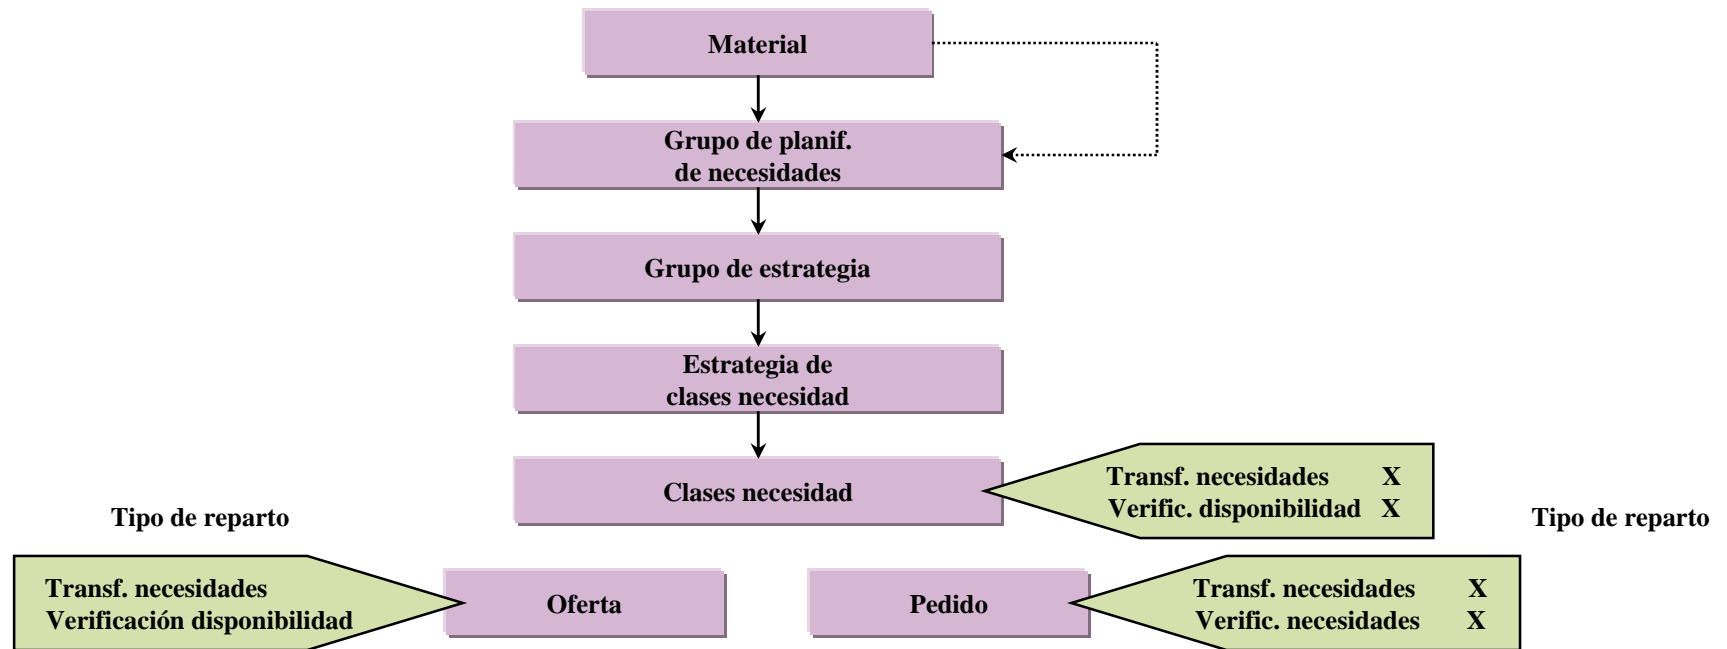 Material
Grupo de planif.
de necesidades
Grupo de estrategia
Estrategia de
clases necesidad
Clases necesidad
Transf. necesidades X
Verific. disponibilidad X
Tipo de reparto
Tipo de reparto
Transf. necesidades
Verificación disponibilidad
Oferta
Pedido
Transf. necesidades X
Verific. necesidades X